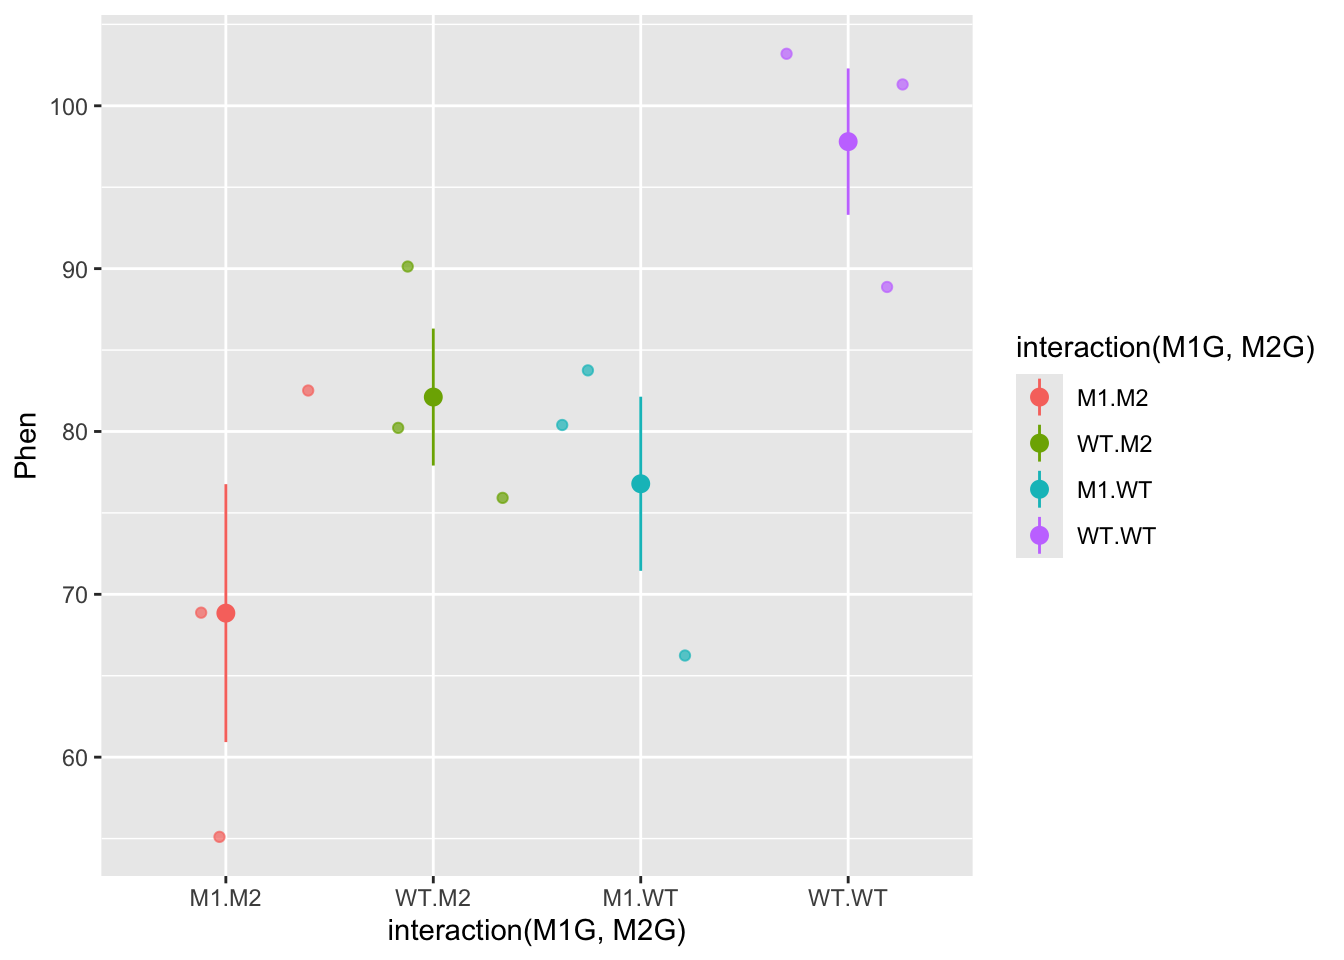 100
90
80
70
60
Phen
M1.M2
WT.M2
M1.WT
WT.WT
interaction(M1G, M2G)
interaction(M1G, M2G)
M1.M2
WT.M2
M1.WT
WT.WT